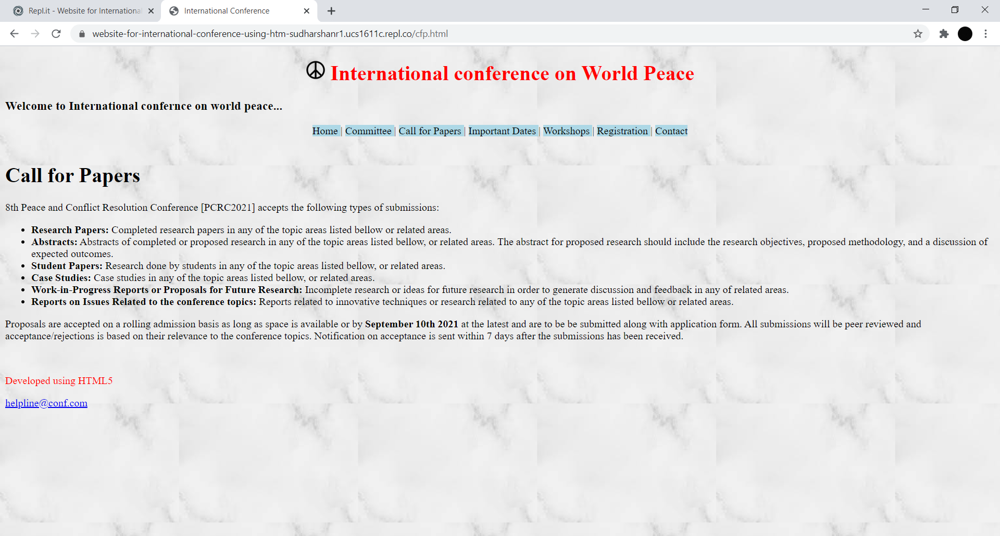 Repl.it - Website for International
International Conference
website-for-international-conference-using-htm-sudharshanr1.ucs1611c.repl.co/cfp.html
International conference on World Peace
Welcome to International confernce on world peace...
Home | Committee | Call for Papers | Important Dates | Workshops | Registration | Contact
Call for Papers
8th Peace and Conflict Resolution Conference [PCRC2021] accepts the following types of submissions:
• Research Papers: Completed research papers in any of the topic areas listed bellow or related areas.
• Abstracts: Abstracts of completed or proposed research in any of the topic areas listed bellow, or related areas. The abstract for proposed research should include the research objectives, proposed methodology, and a discussion of
expected outcomes.
• Student Papers: Research done by students in any of the topic areas listed bellow, or related areas.
• Case Studies: Case studies in any of the topic areas listed bellow, or related areas.
• Work-in-Progress Reports or Proposals for Future Research: Incomplete research or ideas for future research in order to generate discussion and feedback in any of related areas.
• Reports on Issues Related to the conference topics: Reports related to innovative techniques or research related to any of the topic areas listed bellow or related areas.
Proposals are accepted on a rolling admission basis as long as space is available or by September 10th 2021 at the latest and are to be be submitted along with application form. All submissions will be peer reviewed and
acceptance/rejections is based on their relevance to the conference topics. Notification on acceptance is sent within 7 days after the submissions has been received.
Developed using HTML5
helpline@conf.com